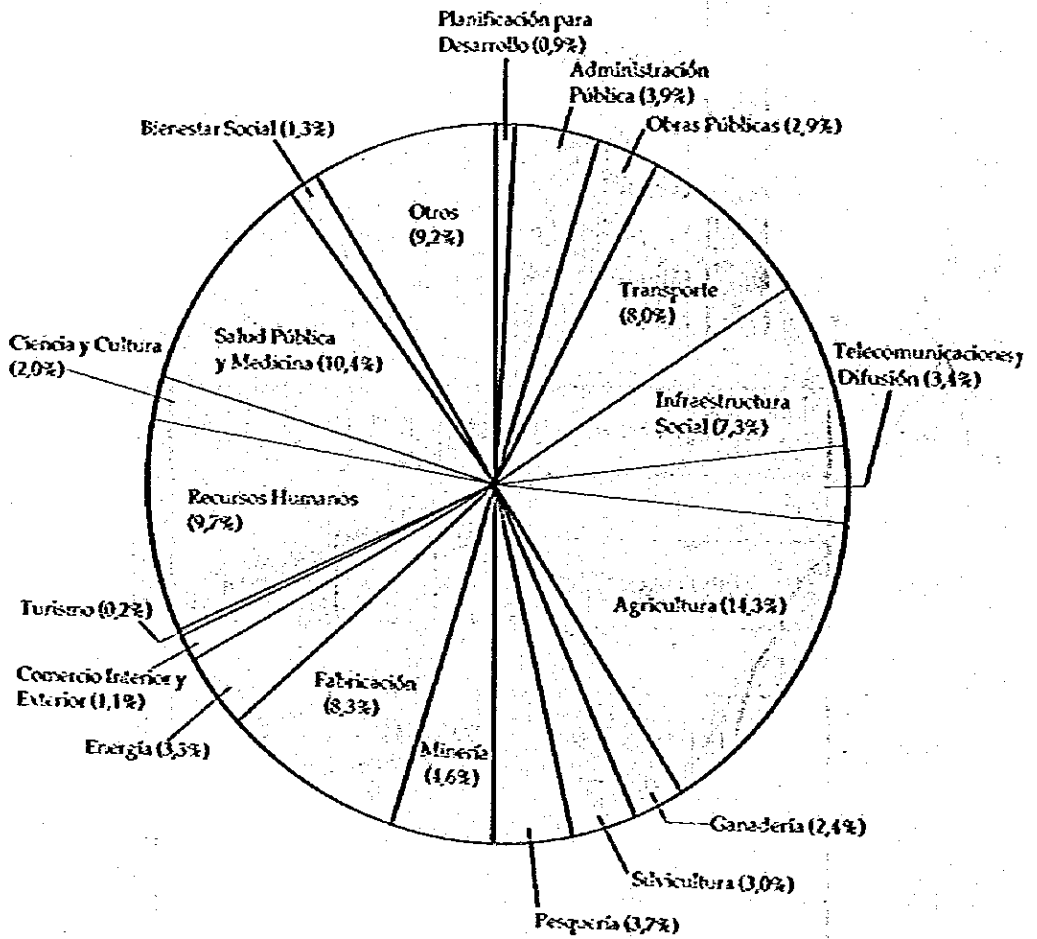 Planificación para
Desarrollo (0,9%)
Administración
Pública (3,9%)
Obras Públicas (2,9%)
Bienestar Social (1,3%)
Otros
(9,2%)
Transporte
(8,0%)
Ciencia y Cultura
(2,0%)
Salud Pública
y Medicina (10,4%)
Telecomunicaciones y
Difusión (3,4%)
Infraestructura
Social (7,3%)
Recursos Humanos
(9,7%)
Turismo (0,2%)
Agricultura (14,3%)
Comercio Interior y
Exterior (1,1%)
Fabricación
(8,3%)
Energía (3,5%)
Minería
(4,6%)
Ganadería (2,4%)
Silvicultura (3,0%)
Pesquería (3,7%)